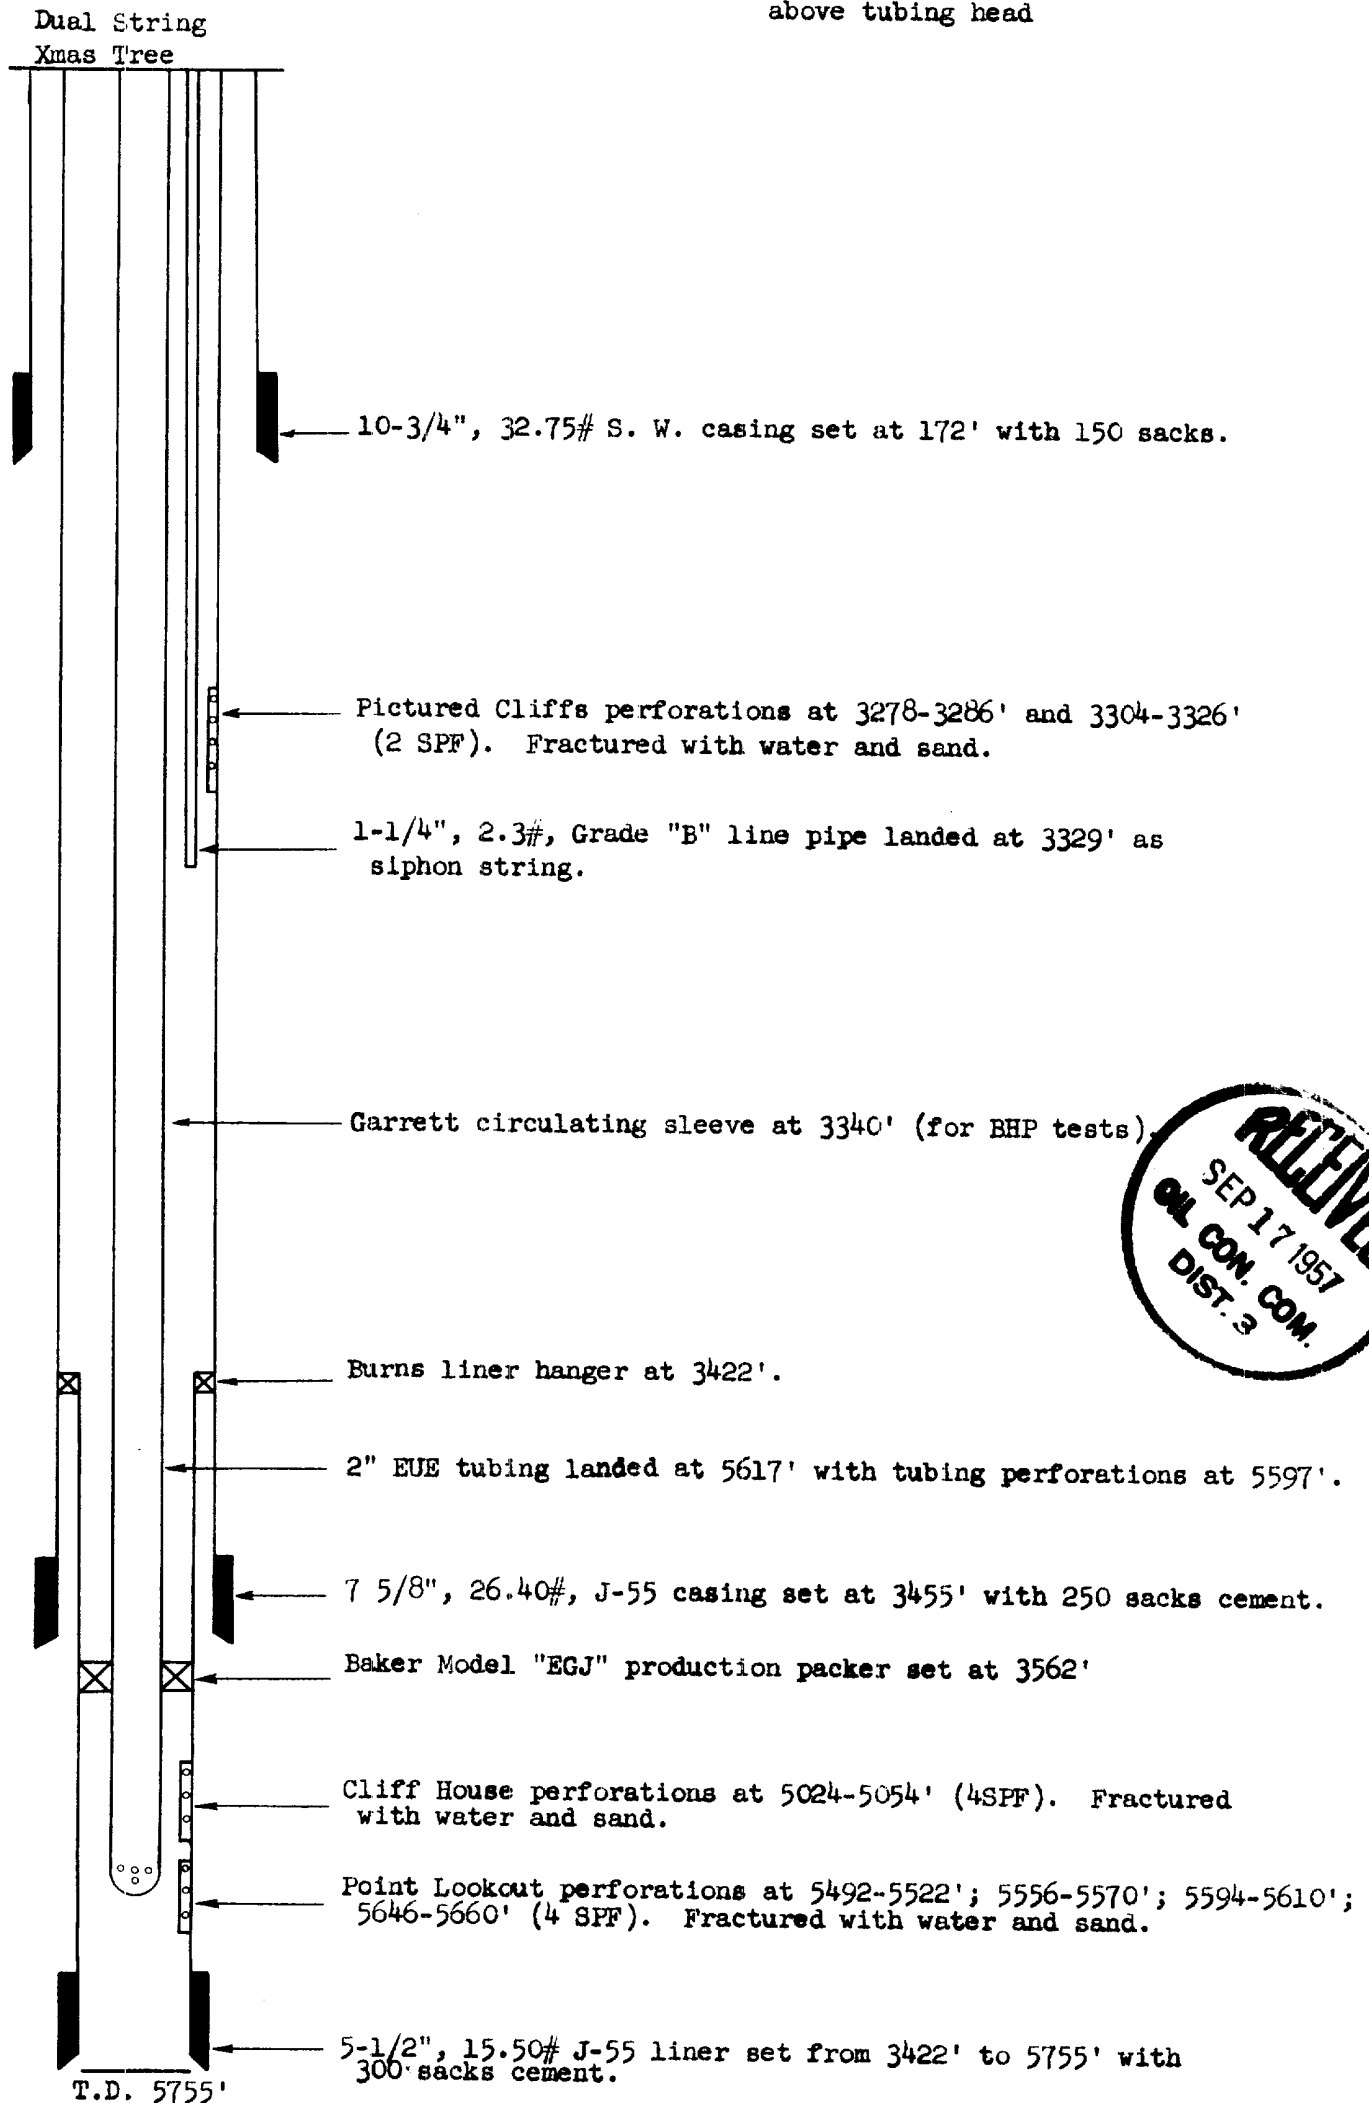 above tubing head
Dual String
Xmas Tree
10-3/4", 32.75# S. W. casing set at 172' with 150 sacks.
Pictured Cliffs perforations at 3278-3286' and 3304-3326'
(2 SPF). Fractured with water and sand.
1-1/4", 2.3#, Grade "B" line pipe landed at 3329' as
siphon string.
Garrett circulating sleeve at 3340' (for BHP tests).
RECEIVE
SEP 17 1957
OIL CON. COM.
DIST. 3
Burns liner hanger at 3422'.
2" EUE tubing landed at 5617' with tubing perforations at 5597'.
7 5/8", 26.40#, J-55 casing set at 3455' with 250 sacks cement.
Baker Model "EGJ" production packer set at 3562'
Cliff House perforations at 5024-5054' (4SPF). Fractured
with water and sand.
Point Lookout perforations at 5492-5522'; 5556-5570'; 5594-5610';
5646-5660' (4 SPF). Fractured with water and sand.
5-1/2", 15.50# J-55 liner set from 3422' to 5755' with
300 sacks cement.
T.D. 5755'